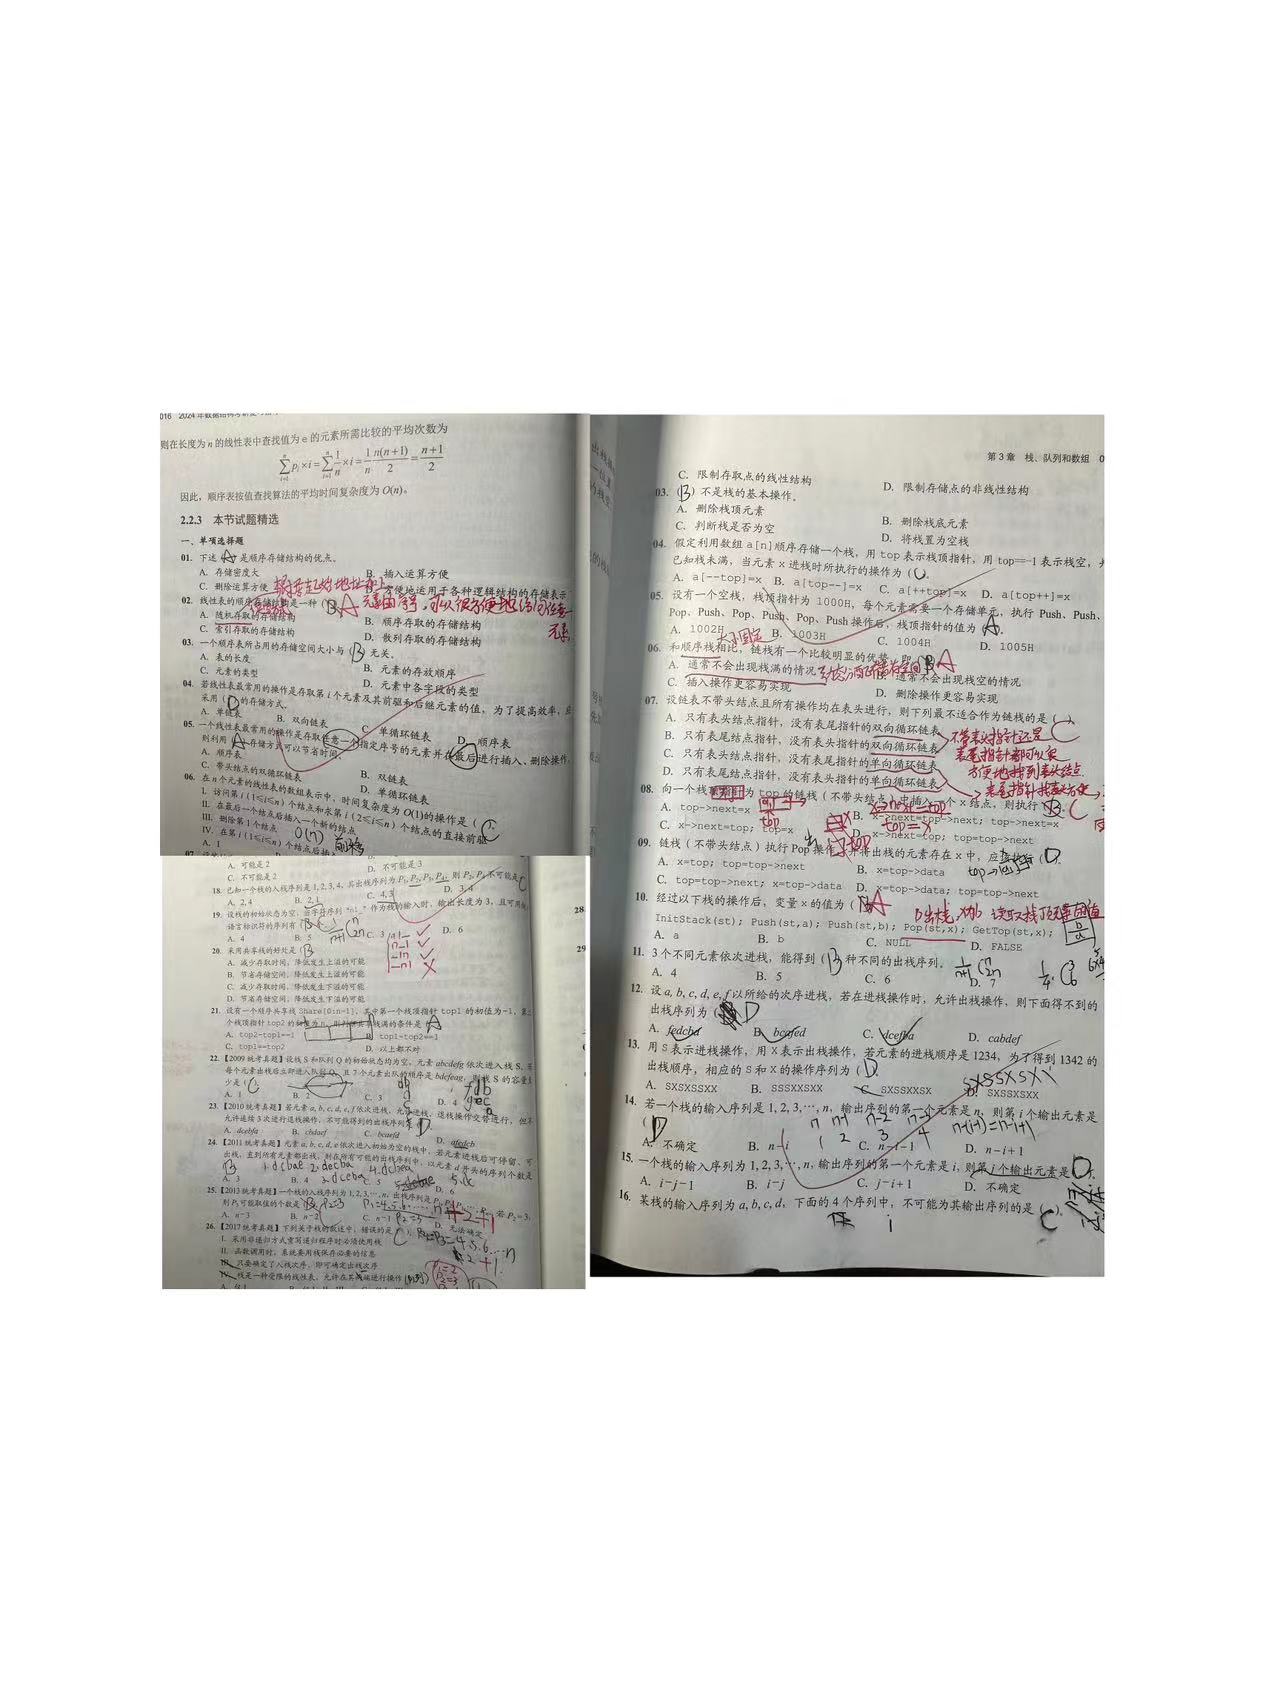 016 2024年数据结构考研复习指
则在长度为 n 的线性表中查找值为 e 的元素所需比较的平均次数为
因此，顺序表按值查找算法的平均时间复杂度为 O(n)。
2.2.3 本节试题精选
一、单项选择题
01. 下述（A）是顺序存储结构的优点。
A. 存储密度大 B. 插入运算方便
C. 删除运算方便 方便地运用于各种逻辑结构的存储表示
02. 线性表的顺序存储结构是一种（B A
A. 随机存取的存储结构 B. 顺序存取的存储结构
C. 索引存取的存储结构 D. 散列存取的存储结构
03. 一个顺序表所占用的存储空间大小与（B）无关。
A. 表的长度 B. 元素的存放顺序
C. 元素的类型 D. 元素中各字段的类型
04. 若线性表最常用的操作是存取第 i 个元素及其前驱和后继元素的值，为了提高效率，应
采用（D）的存储方式。
A. 单链表 B. 双向链表 C. 单循环链表 D. 顺序表
05. 一个线性表最常用的操作是存取任意一个指定序号的元素并在最后进行插入、删除操作，
则利用（A）存储方式可以节省时间。
A. 顺序表 B. 双链表
C. 带头结点的双循环链表 D. 单循环链表
06. 在 n 个元素的线性表的数组表示中，时间复杂度为 O(1)的操作是（C）
I. 访问第 i（1≤i≤n）个结点和求第 i（2≤i≤n）个结点的直接前驱
II. 在最后一个结点后插入一个新的结点
III. 删除第 1 个结点 O(n) 前移
IV. 在第 i（1≤i≤n）个结点后插
A. 1
A. 可能是 2 B. 不可能是 3
C. 不可能是 2
18. 已知一个栈的入栈序列是 1, 2, 3, 4，其出栈序列为 P₁, P₂, P₃, P₄，则 P₂, P₄ 不可能是（C
A. 2, 4 B. 2, 1 C. 4, 3 D. 3, 4
19. 设栈的初始状态为空，当字符序列 "n1_" 作为栈的输入时，输出长度为 3，且可用作
语言标识符的序列有（
A. 4 B. 5 C. 3 D. 6
20. 采用共享栈的好处是（B
A. 减少存取时间，降低发生上溢的可能
B. 节省存储空间，降低发生上溢的可能
C. 减少存取时间，降低发生下溢的可能
D. 节省存储空间，降低发生下溢的可能
21. 设有一个顺序共享栈 Share[0:n-1]，其中第一个栈顶指针 top1 的初值为-1，第二
个栈顶指针 top2 的初值为 n，则判断共享栈满的条件是（A
A. top2-top1==1 B. top1-top2==1
C. top1==top2 D. 以上都不对
22. 【2009 统考真题】设栈 S 和队列 Q 的初始状态均为空，元素 abcdefg 依次进入栈 S。若
每个元素出栈后立即进入队列 Q，且 7 个元素出队的顺序是 bdcfeag，则栈 S 的容量至
少是（C）。
A. 1 B. 2 C. 3 D. 4
23. 【2010 统考真题】若元素 a, b, c, d, e, f 依次进栈，允许进栈、退栈操作交替进行，但不
允许连续 3 次进行退栈操作，不可能得到的出栈序列是（D
A. dcebfa B. cbdaef C. bcaefd D. afedcb
24. 【2011 统考真题】元素 a, b, c, d, e 依次进入初始为空的栈中，若元素进栈后可停留、可
出栈，直到所有元素都出栈，则在所有可能的出栈序列中，以元素 d 开头的序列个数是
A. 3 B. 4 C. 5 D. 6
25. 【2013 统考真题】一个栈的入栈序列为 1, 2, 3, ⋯, n，出栈序列是 P₁, P₂, P₃, ⋯, Pₙ。若 P₂=3，
则 P₃ 可能取值的个数是（
A. n-3 B. n-2 C. n-1 D. 无法确定
26. 【2017 统考真题】下列关于栈的叙述中，错误的是（C）。
I. 采用非递归方式重写递归程序时必须使用栈
II. 函数调用时，系统要用栈保存必要的信息
III. 只要确定了入栈次序，即可确定出栈次序
IV. 栈是一种受限的线性表，允许在其两端进行操作
28
29
第 3 章 栈、队列和数组 0
C. 限制存取点的线性结构 D. 限制存储点的非线性结构
03.（B）不是栈的基本操作。
A. 删除栈顶元素 B. 删除栈底元素
C. 判断栈是否为空 D. 将栈置为空栈
04. 假定利用数组 a[n]顺序存储一个栈，用 top 表示栈顶指针，用 top==-1 表示栈空，并
已知栈未满，当元素 x 进栈时所执行的操作为（C）。
A. a[--top]=x B. a[top--]=x C. a[++top]=x D. a[top++]=x
05. 设有一个空栈，栈顶指针为 1000H，每个元素需要一个存储单元，执行 Push、Push、
Pop、Push、Pop、Push、Pop、Push 操作后，栈顶指针的值为（A）。
A. 1002H B. 1003H C. 1004H D. 1005H
大小固定
06. 和顺序栈相比，链栈有一个比较明显的优势，即（B A
A. 通常不会出现栈满的情况 B. 通常不会出现栈空的情况
C. 插入操作更容易实现 D. 删除操作更容易实现
07. 设链表不带头结点且所有操作均在表头进行，则下列最不适合作为链栈的是（C）
A. 只有表头结点指针，没有表尾指针的双向循环链表
B. 只有表尾结点指针，没有表头指针的双向循环链表
C. 只有表头结点指针，没有表尾指针的单向循环链表
D. 只有表尾结点指针，没有表头指针的单向循环链表
不带表头指针还是
表尾指针都可以更
方便地找到表头结点
08. 向一个栈顶指针为 top 的链栈（不带头结点）中插入一个 x 结点，则执行（B C
A. top->next=x B. x->next=top->next; top->next=x
C. x->next=top; top=x D. x->next=top; top=top->next
09. 链栈（不带头结点）执行 Pop 操作，并将出栈的元素存在 x 中，应该执行（D）。
A. x=top; top=top->next B. x=top->data
C. top=top->next; x=top->data D. x=top->data; top=top->next
10. 经过以下栈的操作后，变量 x 的值为（ A
InitStack(st); Push(st,a); Push(st,b); Pop(st,x); GetTop(st,x);
A. a B. b C. NULL D. FALSE
11. 3 个不同元素依次进栈，能得到（B）种不同的出栈序列。
A. 4 B. 5 C. 6 D. 7
12. 设 a, b, c, d, e, f 以所给的次序进栈，若在进栈操作时，允许出栈操作，则下面得不到的
出栈序列为（D
A. fedcba B. bcafed C. dcefba D. cabdef
13. 用 S 表示进栈操作，用 X 表示出栈操作，若元素的进栈顺序是 1234，为了得到 1342 的
出栈顺序，相应的 S 和 X 的操作序列为（D）。
A. SXSXSSXX B. SSSXXSXX C. SXSSXXSX D. SXSSXSXX
14. 若一个栈的输入序列是 1, 2, 3, ⋯, n，输出序列的第一个元素是 n，则第 i 个输出元素是
（D
A. 不确定 B. n-i C. n-i-1 D. n-i+1
15. 一个栈的输入序列为 1, 2, 3, ⋯, n，输出序列的第一个元素是 i，则第 j 个输出元素是（D）。
A. i-j-1 B. i-j C. j-i+1 D. 不确定
16. 某栈的输入序列为 a, b, c, d，下面的 4 个序列中，不可能为其输出序列的是（C）。